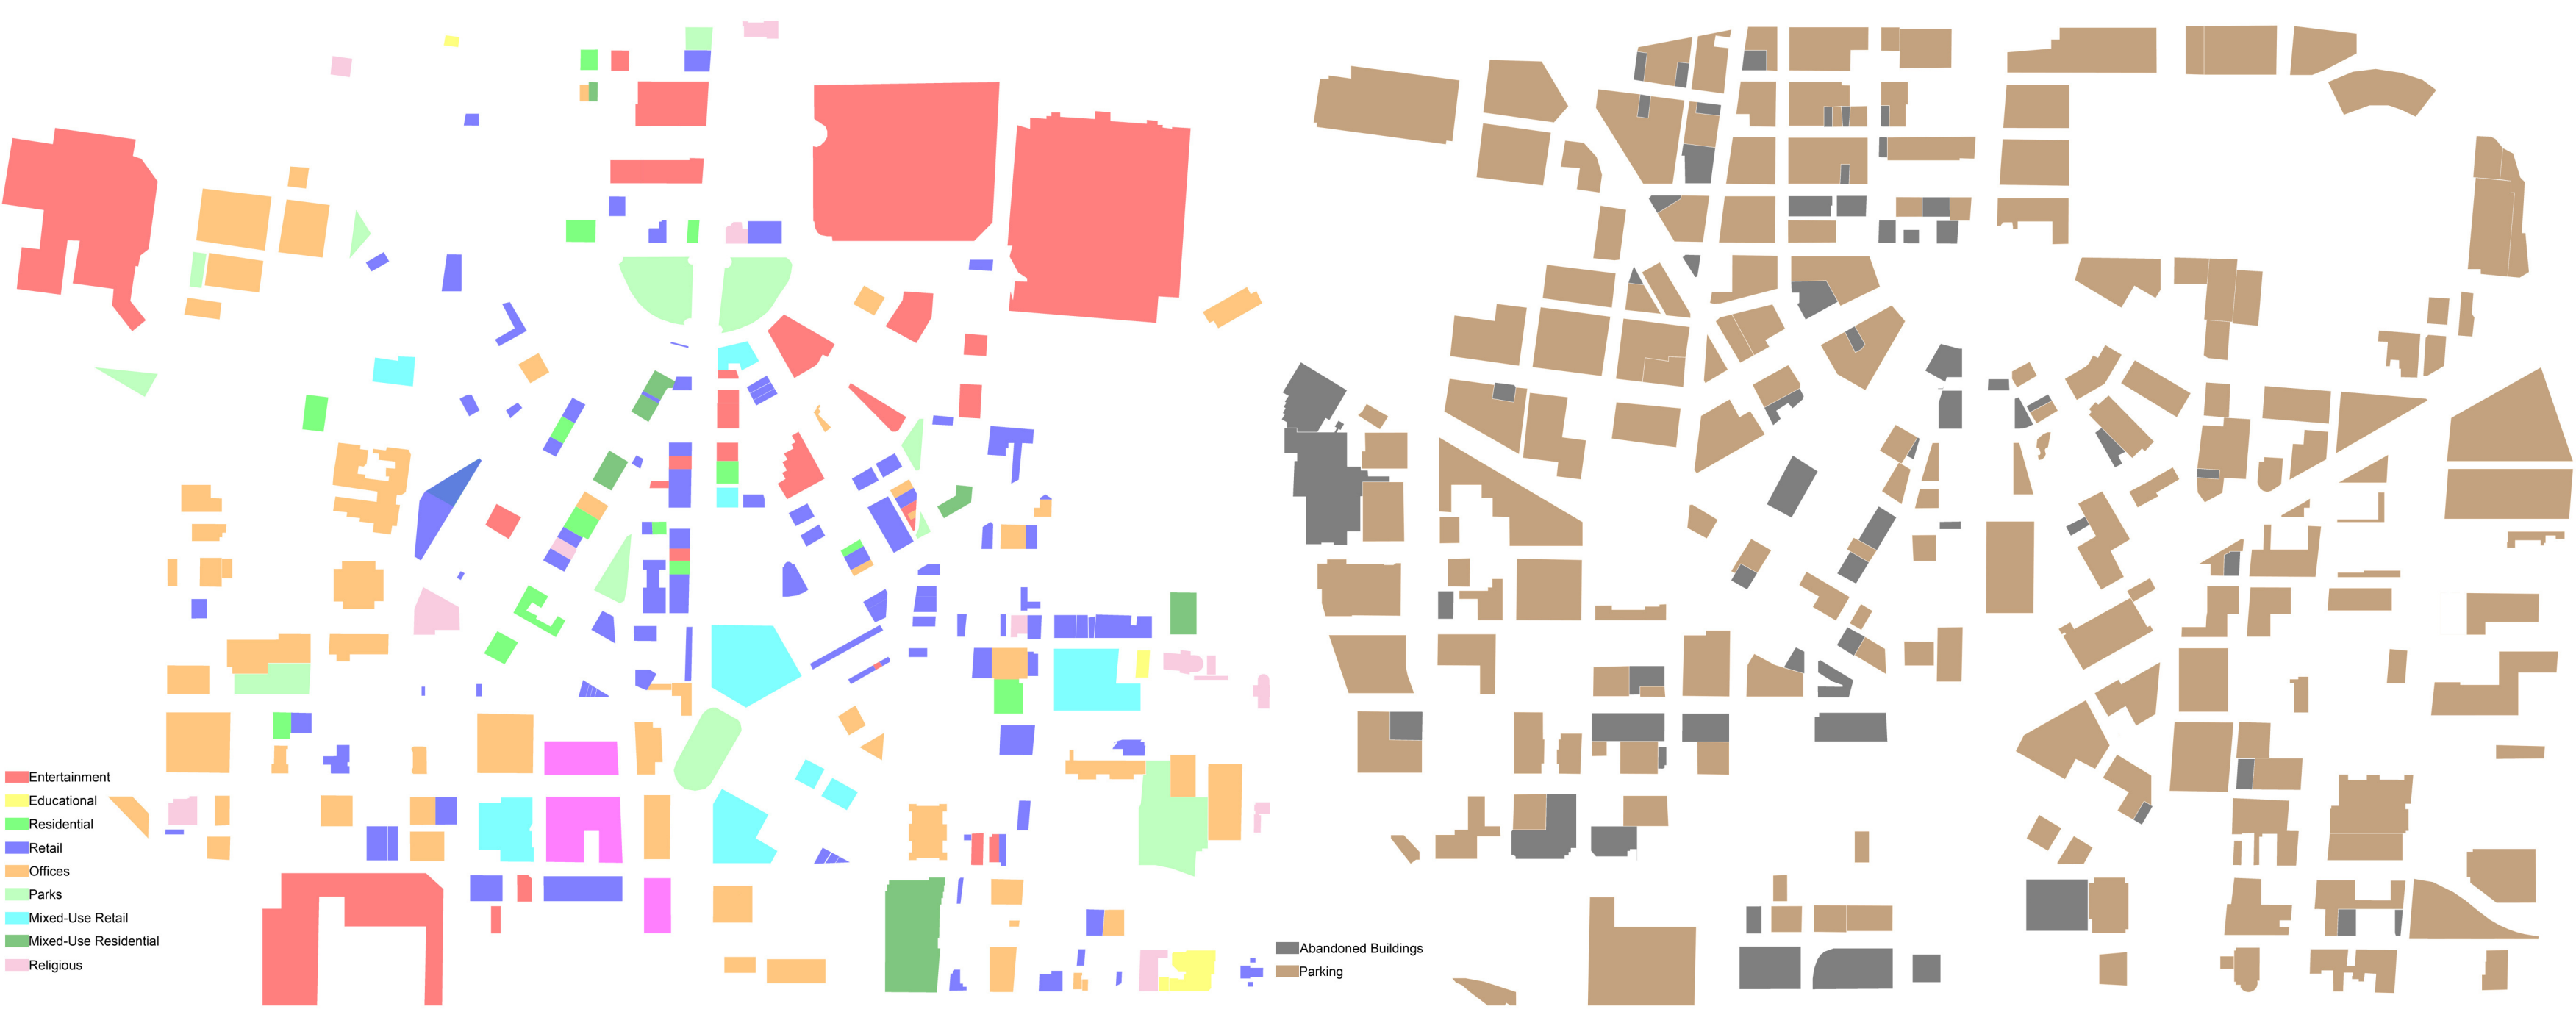 Entertainment
Educational
Residential
Retail
Offices
Parks
Mixed-Use Retail
Mixed-Use Residential
Religious
Abandoned Buildings
Parking